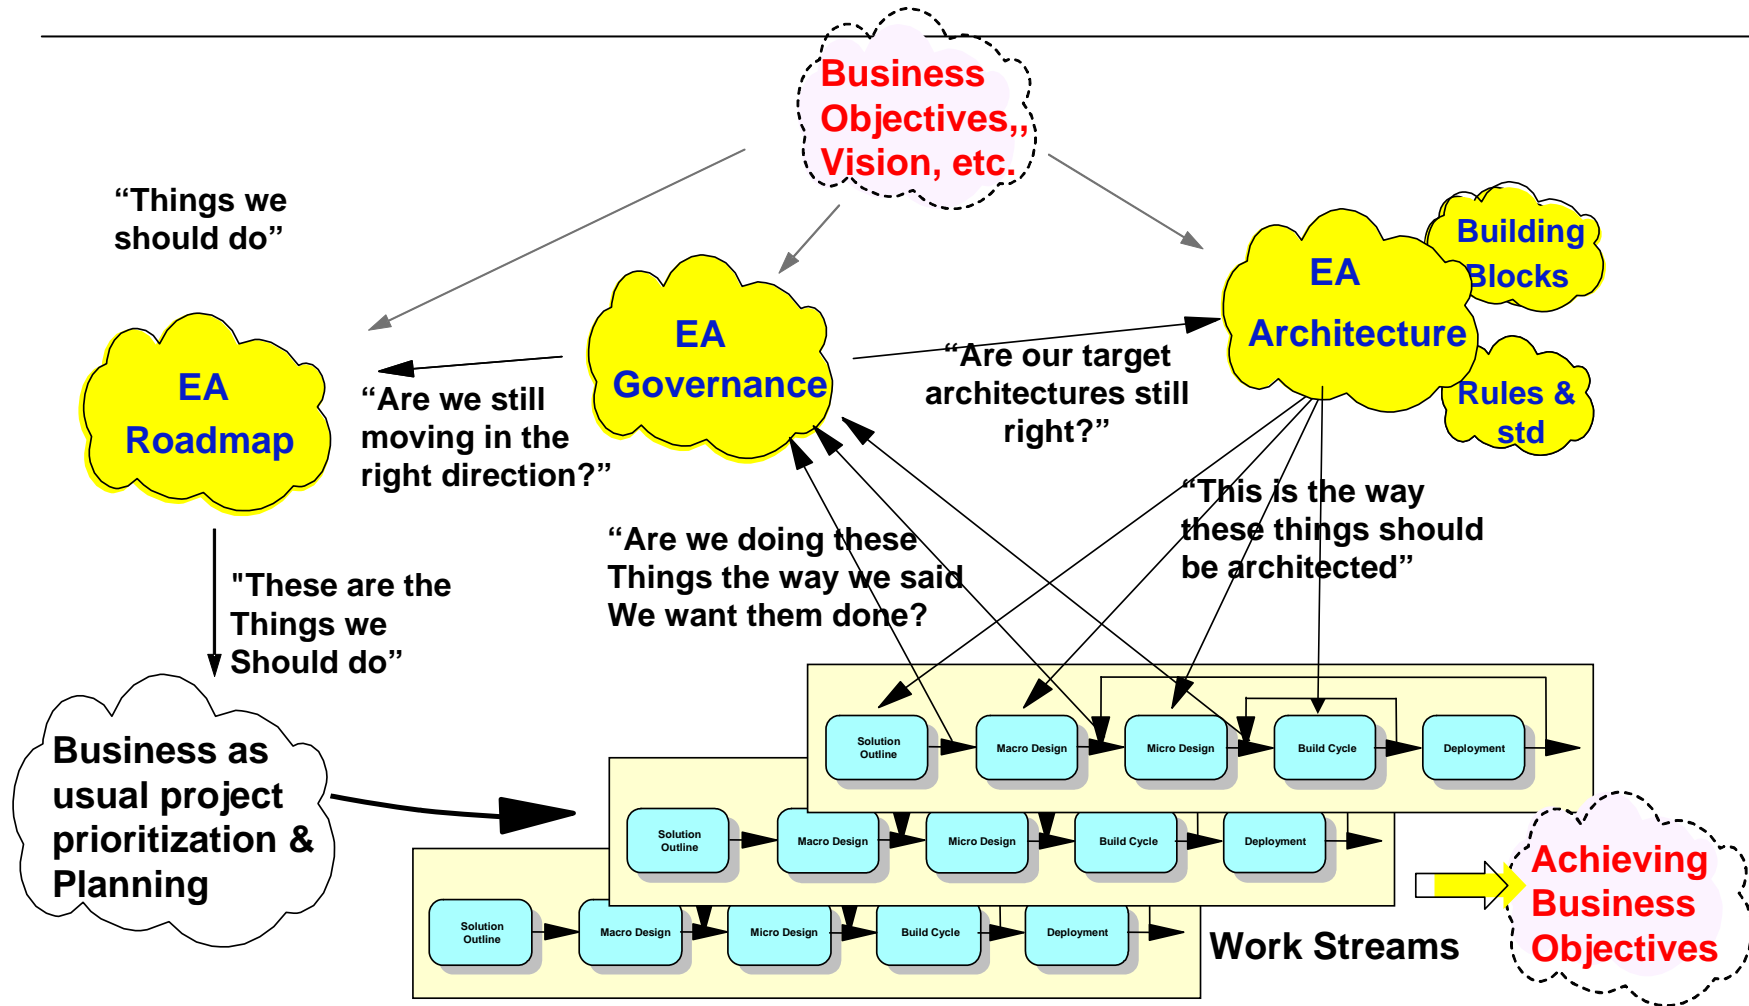 Business
Objectives,,
Vision, etc.
“Things we
should do”
Building
Blocks
EA
Architecture
Rules &
std
EA
Governance
EA
Roadmap
“Are we still
moving in the
right direction?”
“Are our target
architectures still
right?”
“This is the way
these things should
be architected”
“Are we doing these
Things the way we said
We want them done?
"These are the
Things we
Should do”
Business as
usual project
prioritization &
Planning
Solution
Outline
Macro Design
Micro Design
Build Cycle
Deployment
Solution
Outline
Macro Design
Micro Design
Build Cycle
Deployment
Solution
Outline
Macro Design
Micro Design
Build Cycle
Deployment
Work Streams
Achieving
Business
Objectives